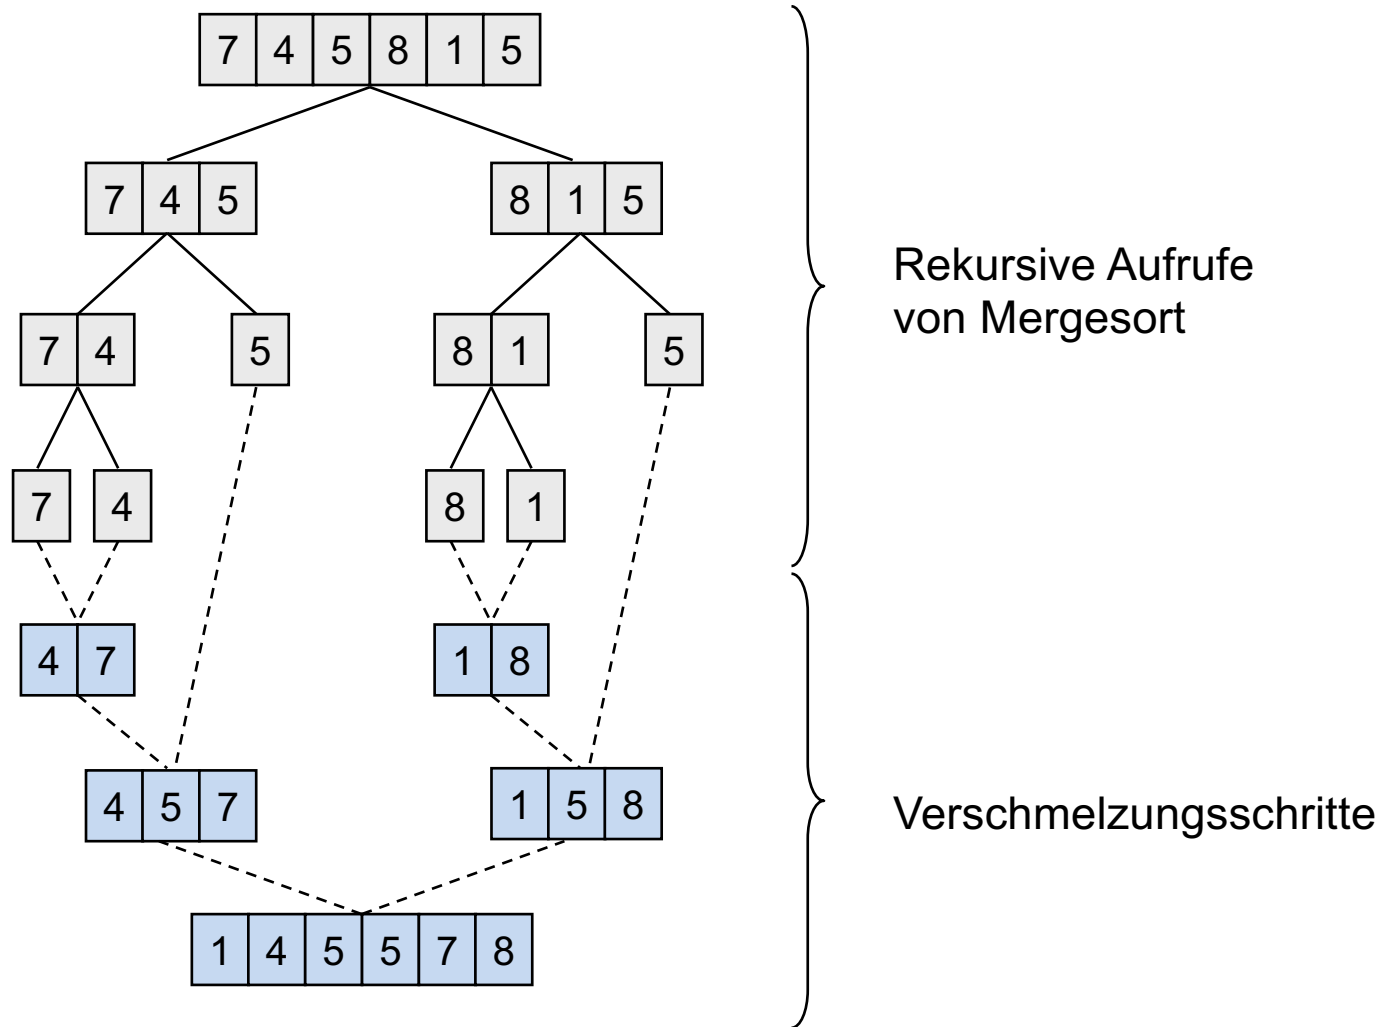 7 4 5 8 1 5
7 4 5 8 1 5
Rekursive Aufrufe
von Mergesort
7 4 5 8 1 5
7 4 8 1
4 7 1 8
4 5 7 1 5 8
Verschmelzungsschritte
1 4 5 5 7 8